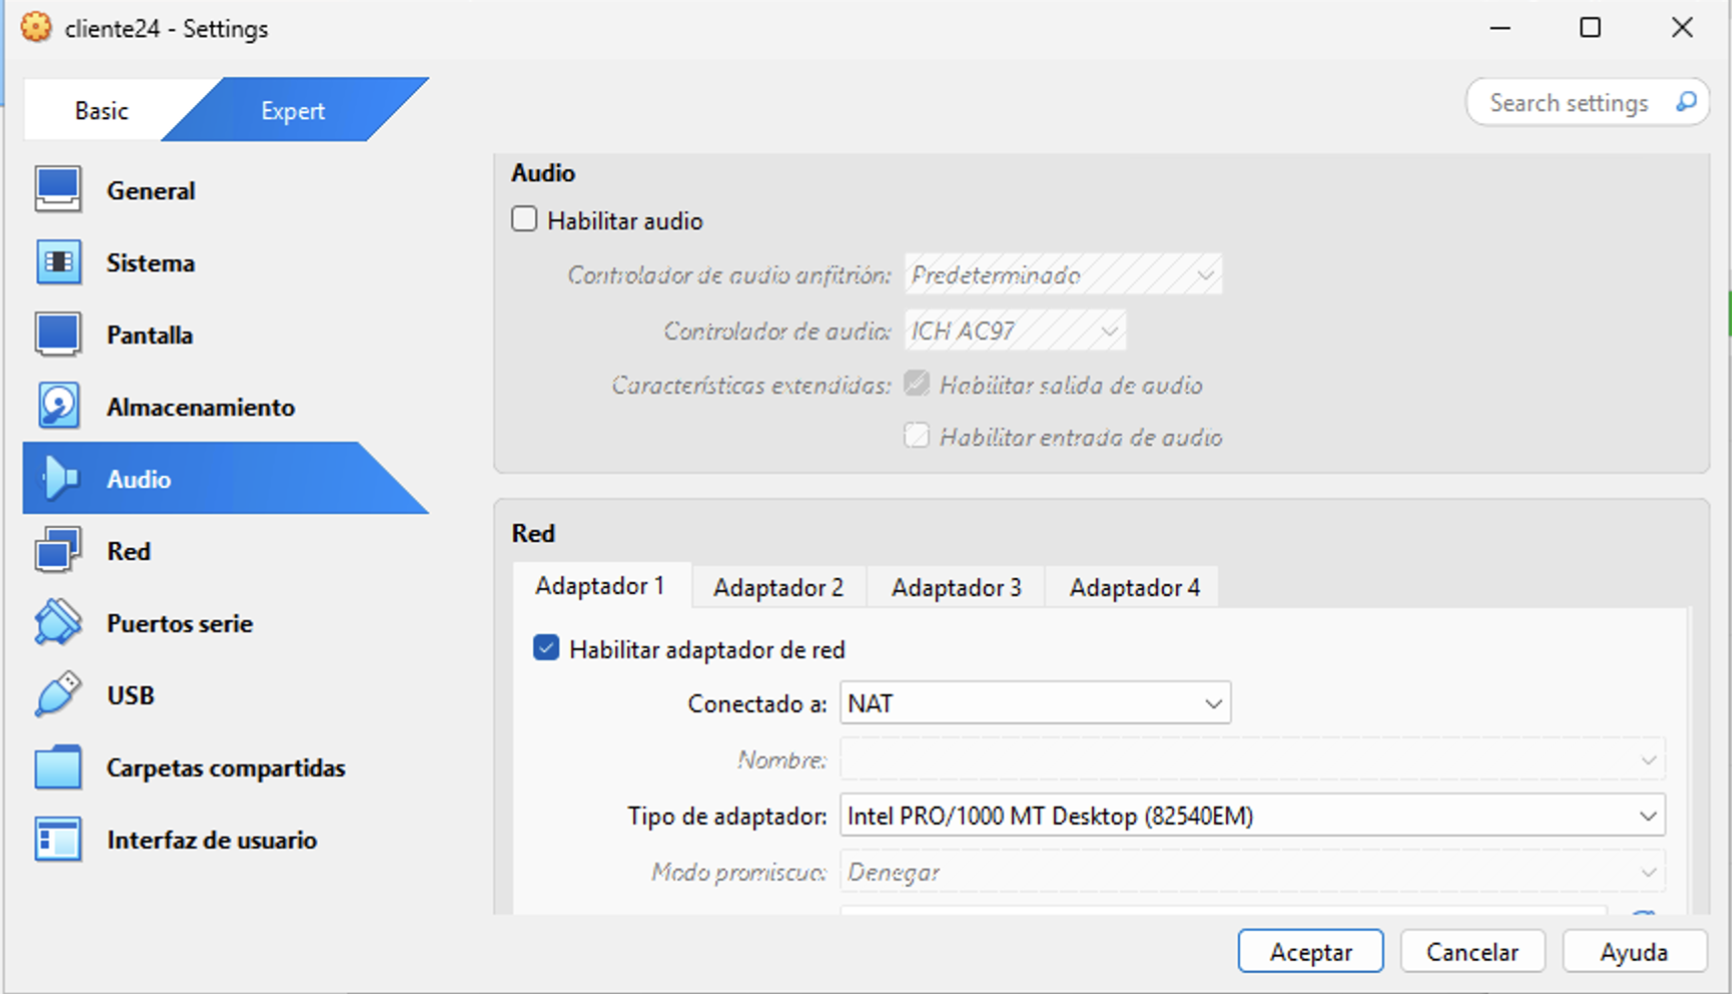 cliente24 - Settings
Basic
Expert
Search settings
General
Sistema
Pantalla
Almacenamiento
Audio
Red
Puertos serie
USB
Carpetas compartidas
Interfaz de usuario
Audio
Habilitar audio
Controlador de audio anfitrión: Predeterminado
Controlador de audio: ICH AC97
Características extendidas: Habilitar salida de audio
Habilitar entrada de audio
Red
Adaptador 1 Adaptador 2 Adaptador 3 Adaptador 4
Habilitar adaptador de red
Conectado a: NAT
Nombre:
Tipo de adaptador: Intel PRO/1000 MT Desktop (82540EM)
Modo promiscuo: Denegar
Aceptar Cancelar Ayuda